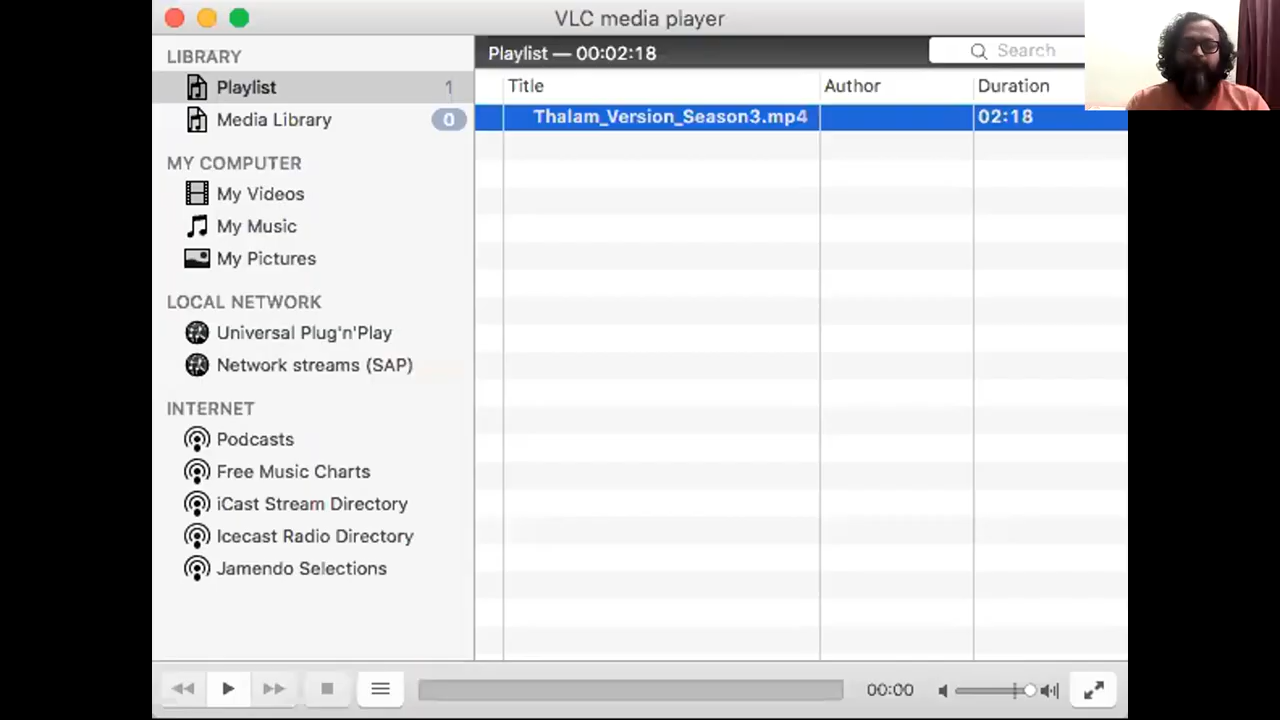 VLC media player
LIBRARY
Playlist 1
Media Library 0
MY COMPUTER
My Videos
My Music
My Pictures
LOCAL NETWORK
Universal Plug'n'Play
Network streams (SAP)
INTERNET
Podcasts
Free Music Charts
iCast Stream Directory
Icecast Radio Directory
Jamendo Selections
Playlist — 00:02:18
Search
Title Author Duration
Thalam_Version_Season3.mp4 02:18
00:00